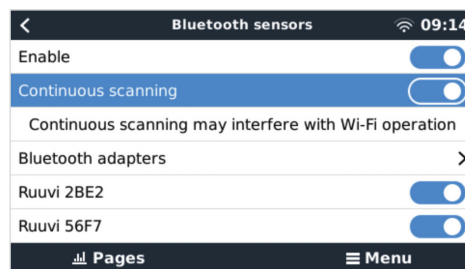 Bluetooth sensors 09:14
Enable
Continuous scanning
Continuous scanning may interfere with Wi-Fi operation
Bluetooth adapters
Ruuvi 2BE2
Ruuvi 56F7
Pages Menu